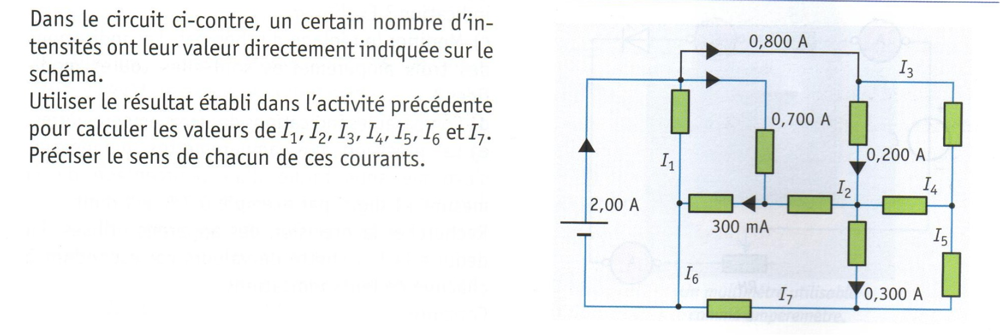 Dans le circuit ci-contre, un certain nombre d'in-
tensités ont leur valeur directement indiquée sur le
schéma.
Utiliser le résultat établi dans l'activité précédente
pour calculer les valeurs de I₁, I₂, I₃, I₄, I₅, I₆ et I₇.
Préciser le sens de chacun de ces courants.
0,800 A
I₃
0,700 A
0,200 A
I₁
I₂
I₄
2,00 A
300 mA
I₅
I₆
I₇
0,300 A